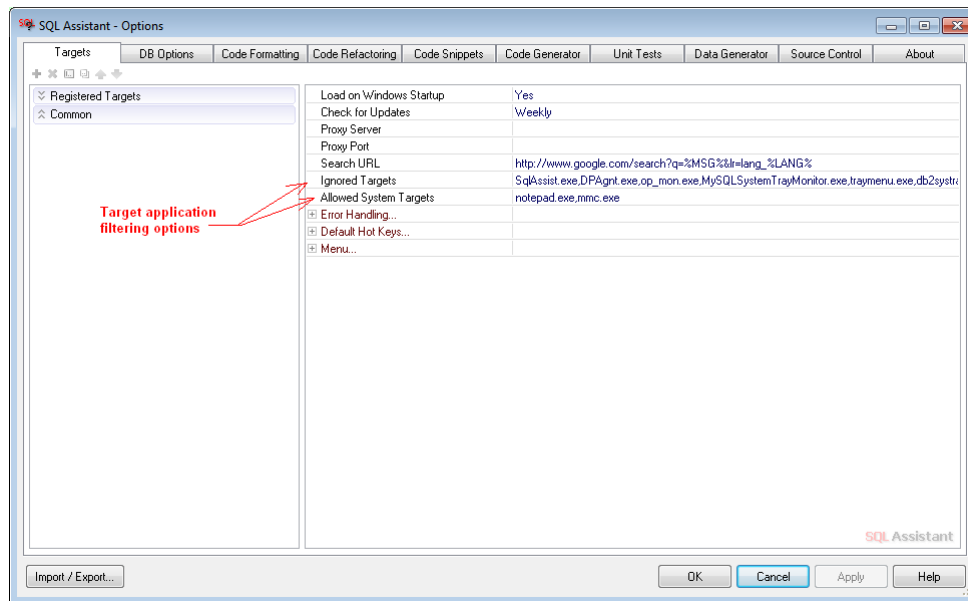 SQL Assistant - Options
Targets DB Options Code Formatting Code Refactoring Code Snippets Code Generator Unit Tests Data Generator Source Control About
Registered Targets
Common
Load on Windows Startup Yes
Check for Updates Weekly
Proxy Server
Proxy Port
Search URL http://www.google.com/search?q=%MSG%&lr=lang_%LANG%
Ignored Targets SqlAssist.exe,DPAgnt.exe,op_mon.exe,MySQLSystemTrayMonitor.exe,traymenu.exe,db2systra
Allowed System Targets notepad.exe,mmc.exe
Error Handling...
Default Hot Keys...
Menu...
Target application
filtering options
SQL Assistant
Import / Export... OK Cancel Apply Help